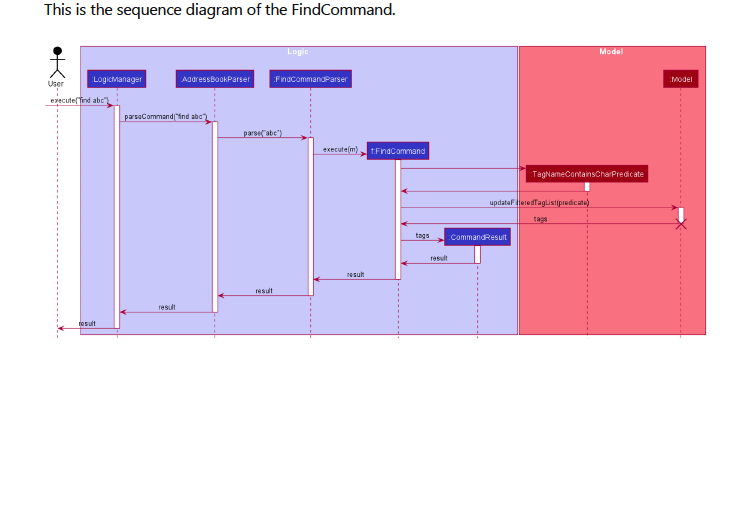 This is the sequence diagram of the FindCommand.
Logic
Model
User
:LogicManager
:AddressBookParser
:FindCommandParser
:Model
execute("find abc")
parseCommand("find abc")
parse("abc")
execute(m)
f:FindCommand
TagNameContainsCharPredicate
updateFilteredTagList(predicate)
tags
tags
CommandResult
result
result
result
result
result